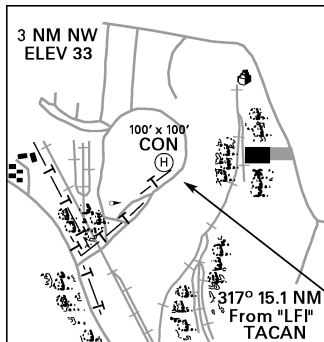 3 NM NW
ELEV 33
100' x 100'
CON
H
317° 15.1 NM
From "LFI"
TACAN